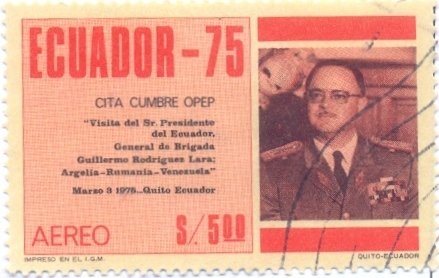 ECUADOR-75
CITA CUMBRE OPEP
"Visita del Sr. Presidente
del Ecuador,
General de Brigada
Guillermo Rodríguez Lara;
Argelia-Rumania-Venezuela"
Marzo 3 1975-Quito Ecuador
AEREO S/. 5.00
IMPRESO EN EL I.G.M. QUITO-ECUADOR